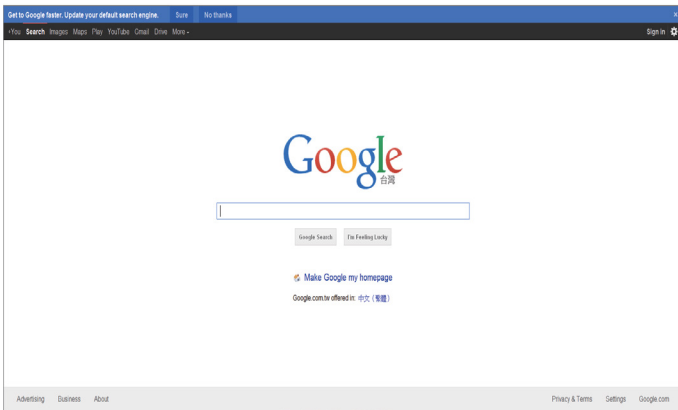 Get to Google faster. Update your default search engine. Sure No thanks ×
+You Search Images Maps Play YouTube Gmail Drive More Sign in
Google
台灣
Google Search I'm Feeling Lucky
Make Google my homepage
Google.com.tw offered in: 中文（繁體）
Advertising Business About Privacy & Terms Settings Google.com